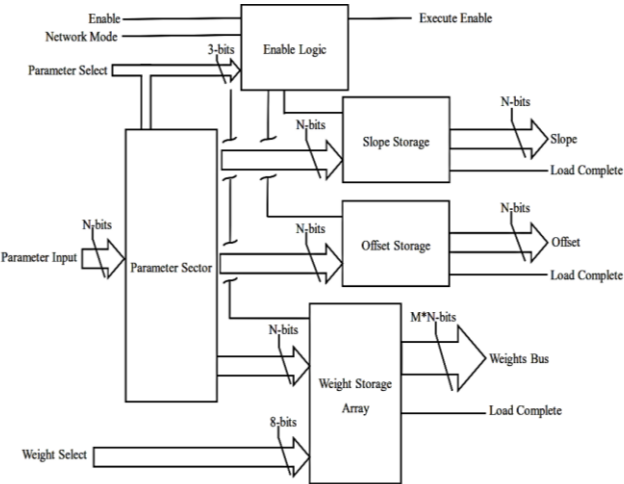 Enable
Execute Enable
Network Mode
Enable Logic
3-bits
Parameter Select
N-bits
N-bits
Slope Storage
Slope
Load Complete
N-bits
N-bits
N-bits
Parameter Input
Parameter Sector
Offset Storage
Offset
Load Complete
M*N-bits
N-bits
Weights Bus
Weight Storage
Array
Load Complete
8-bits
Weight Select